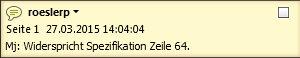 roeslerp
Seite 1 27.03.2015 14:04:04
Mj: Widerspricht Spezifikation Zeile 64.